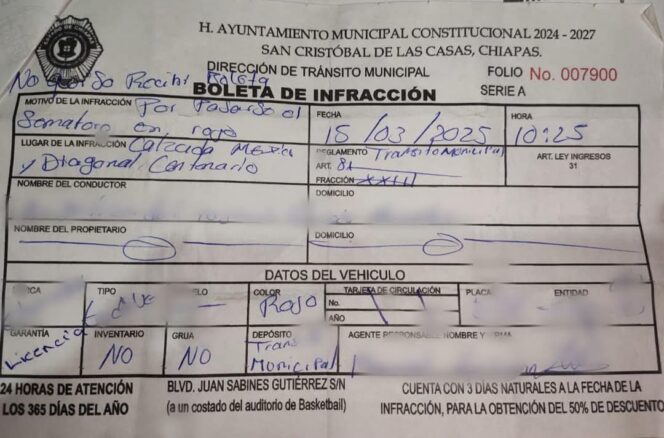 H. AYUNTAMIENTO MUNICIPAL CONSTITUCIONAL 2024 - 2027
SAN CRISTÓBAL DE LAS CASAS, CHIAPAS.
DIRECCIÓN DE TRÁNSITO MUNICIPAL
FOLIO No. 007900
No Recibi Boleta
BOLETA DE INFRACCIÓN
SERIE A
MOTIVO DE LA INFRACCIÓN Por Pasarse el
Semaforo en rojo
FECHA
15/03/2025
HORA
10:25
LUGAR DE LA INFRACCIÓN Calzada Mexico
y Diagonal Centenario
REGLAMENTO Transito Municipal
ART. 81
FRACCIÓN XXIII
ART. LEY INGRESOS
31
NOMBRE DEL CONDUCTOR
DOMICILIO
NOMBRE DEL PROPIETARIO
DOMICILIO
DATOS DEL VEHICULO
TIPO
COLOR
Rojo
TARJETA DE CIRCULACIÓN
No.
AÑO
PLACA
ENTIDAD
GARANTÍA
Licencia
INVENTARIO
NO
GRUA
NO
DEPÓSITO
Trans
Municipal
AGENTE RESPONSABLE NOMBRE Y FIRMA
24 HORAS DE ATENCIÓN
LOS 365 DÍAS DEL AÑO
BLVD. JUAN SABINES GUTIÉRREZ S/N
(a un costado del auditorio de Basketball)
CUENTA CON 3 DIAS NATURALES A LA FECHA DE LA
INFRACCIÓN, PARA LA OBTENCIÓN DEL 50% DE DESCUENTO